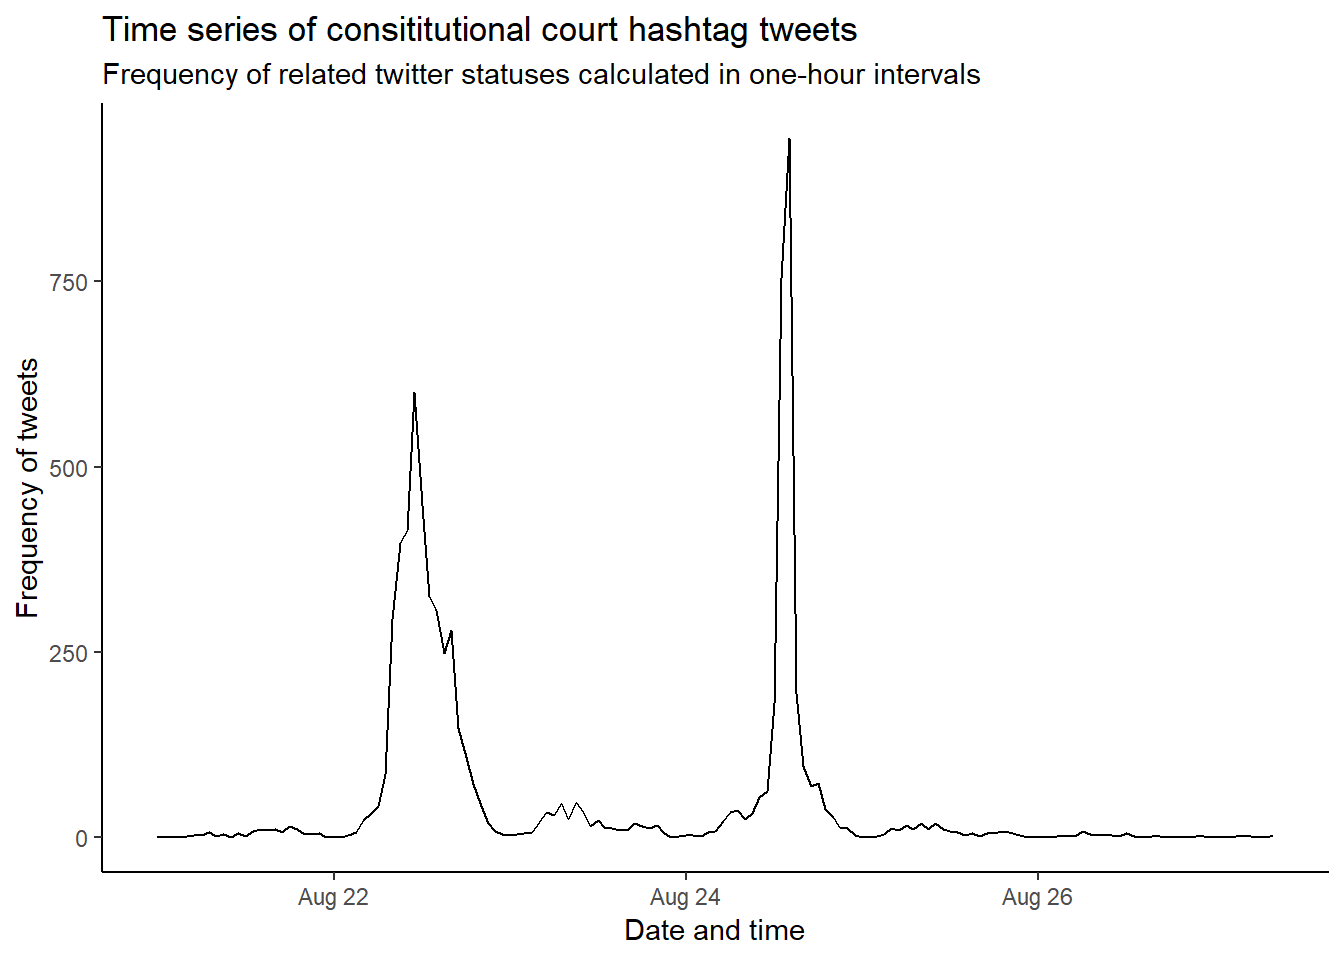 Time series of consititutional court hashtag tweets
Frequency of related twitter statuses calculated in one-hour intervals
Frequency of tweets
750
500
250
0
Aug 22
Aug 24
Aug 26
Date and time